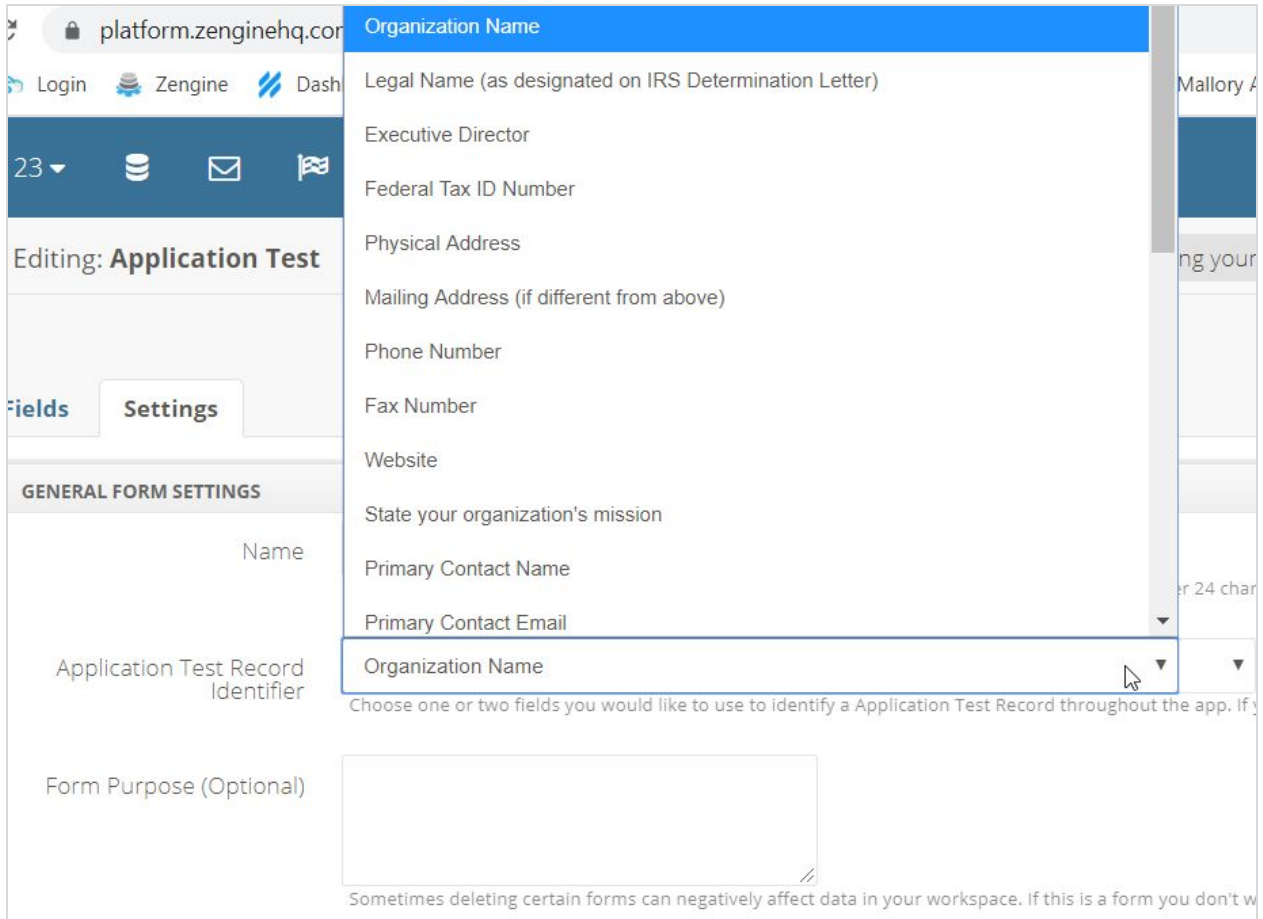 platform.zenginehq.cor
Login Zengine Dash
Mallory
23
Editing: Application Test
ng your
Fields Settings
GENERAL FORM SETTINGS
Name
er 24 char
Organization Name
Legal Name (as designated on IRS Determination Letter)
Executive Director
Federal Tax ID Number
Physical Address
Mailing Address (if different from above)
Phone Number
Fax Number
Website
State your organization's mission
Primary Contact Name
Primary Contact Email
Application Test Record
Identifier
Organization Name
Choose one or two fields you would like to use to identify a Application Test Record throughout the app. If
Form Purpose (Optional)
Sometimes deleting certain forms can negatively affect data in your workspace. If this is a form you don't w